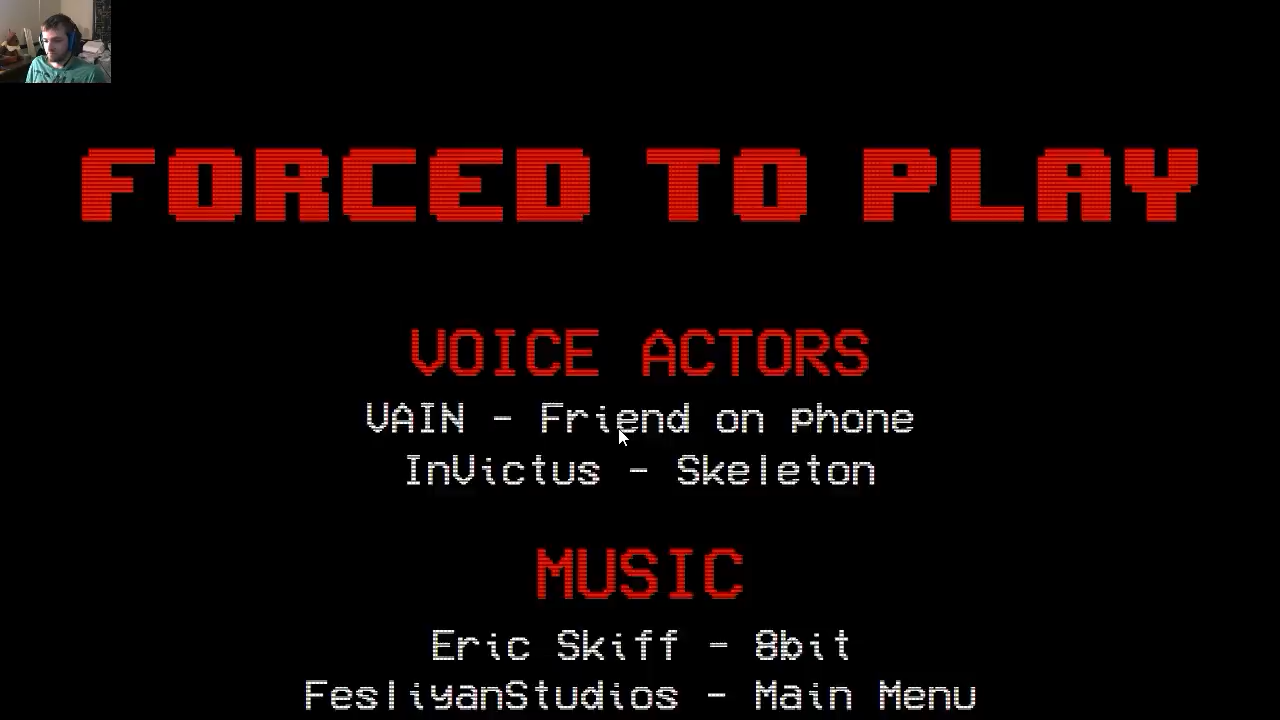 FORCED TO PLAY
VOICE ACTORS
VAIN - Friend on phone
InVictus - Skeleton
MUSIC
Eric Skiff - 8bit
FesliyanStudios - Main Menu